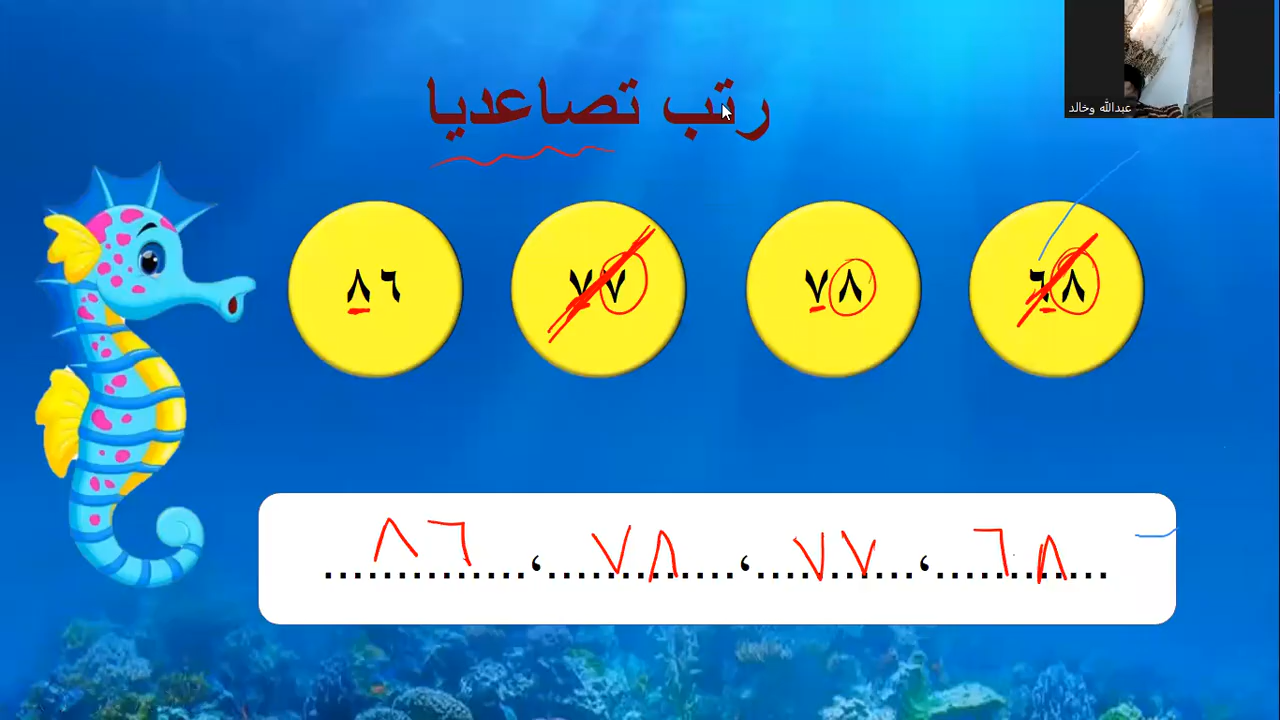 عبدالله وخالد
رتب تصاعديا
٦٨ ٧٨ ٧٧ ٨٦
٦٨ ، ٧٧ ، ٧٨ ، ٨٦